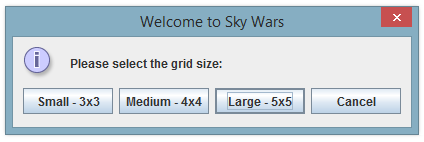 Welcome to Sky Wars
Please select the grid size:
Small - 3x3 Medium - 4x4 Large - 5x5 Cancel